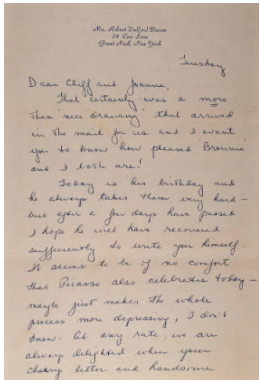 Mrs. Robert Dulford Brown
24 Cow Lane
Great Neck, New York
Tuesday
Dear Cliff and Joanna,
That certainly was a more
than "nice drawing" that arrived
in the mail for us and I want
you to know how pleased Brownie
and I both are!
Today is his birthday and
he always takes them very hard —
but after a few days have passed
I hope he will have recovered
sufficiently to write you himself.
It seems to be of no comfort
that Picasso also celebrates today —
maybe just makes the whole
process more depressing, I don't
know. At any rate, we are
always delighted when your
cheery letter and handsome